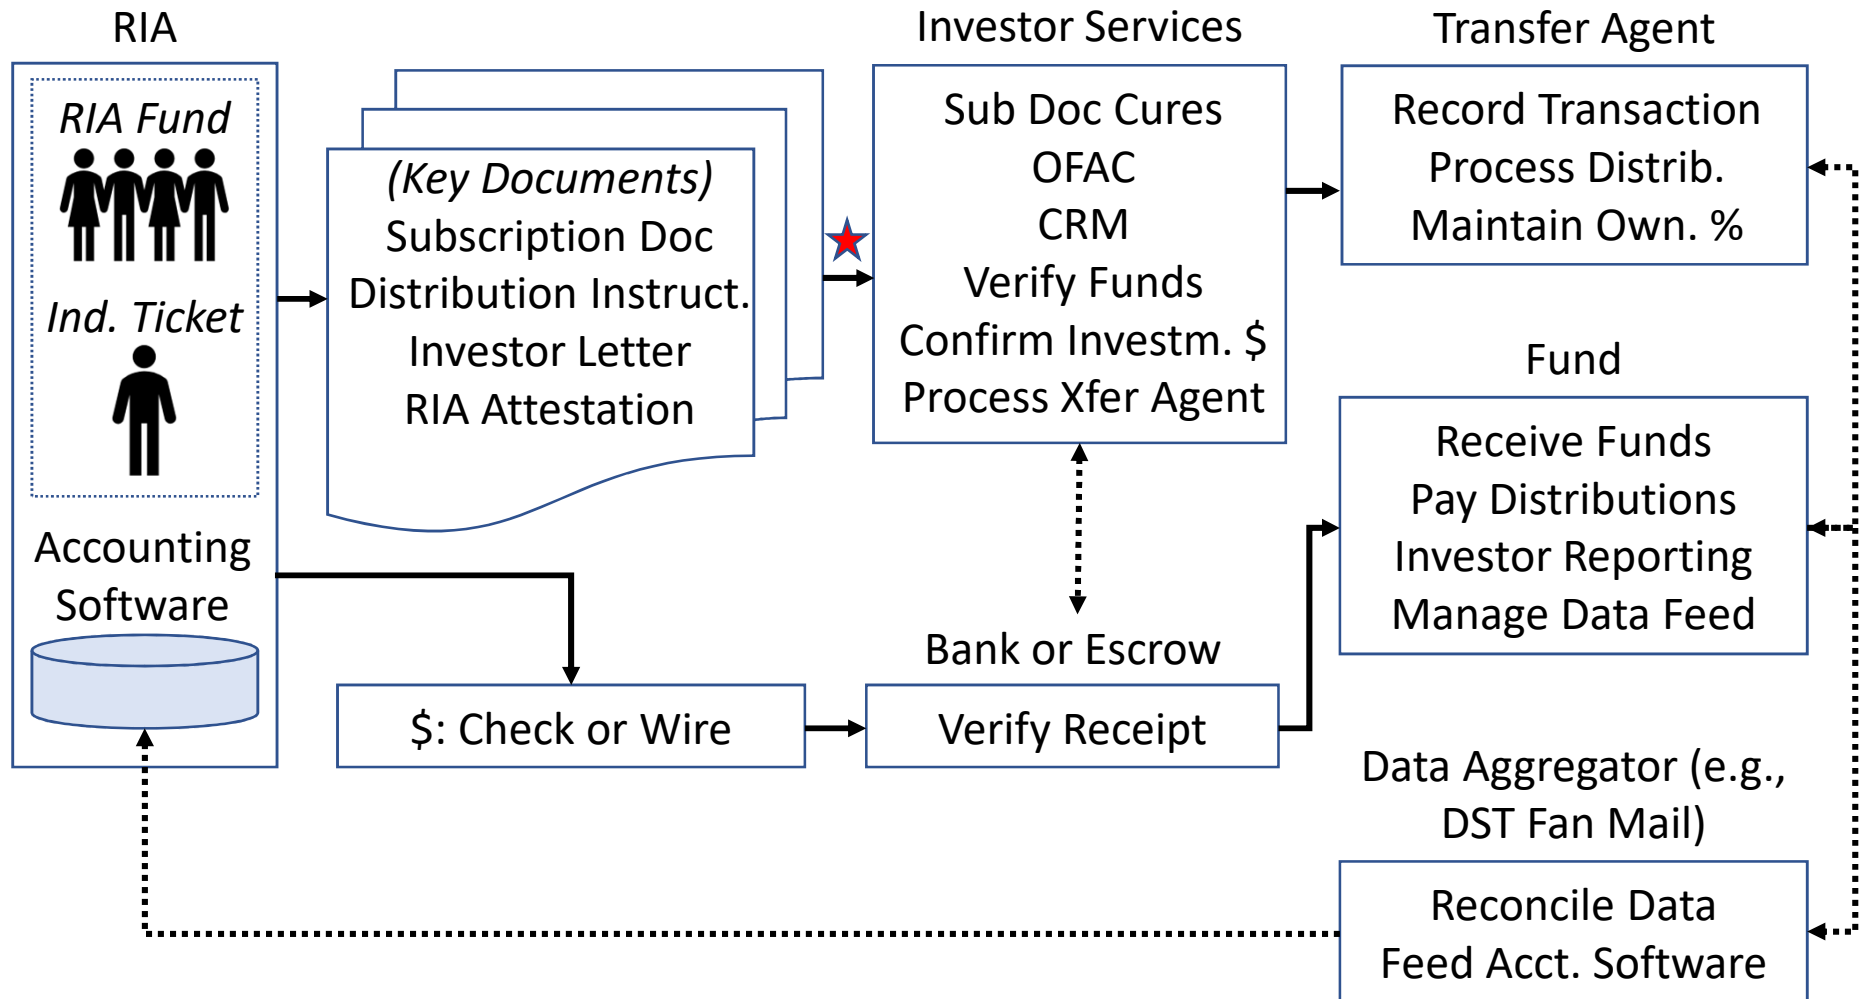 RIA
RIA Fund
Ind. Ticket
Accounting
Software
(Key Documents)
Subscription Doc
Distribution Instruct.
Investor Letter
RIA Attestation
Investor Services
Sub Doc Cures
OFAC
CRM
Verify Funds
Confirm Investm. $
Process Xfer Agent
Transfer Agent
Record Transaction
Process Distrib.
Maintain Own. %
Fund
Receive Funds
Pay Distributions
Investor Reporting
Manage Data Feed
$: Check or Wire
Bank or Escrow
Verify Receipt
Data Aggregator (e.g.,
DST Fan Mail)
Reconcile Data
Feed Acct. Software